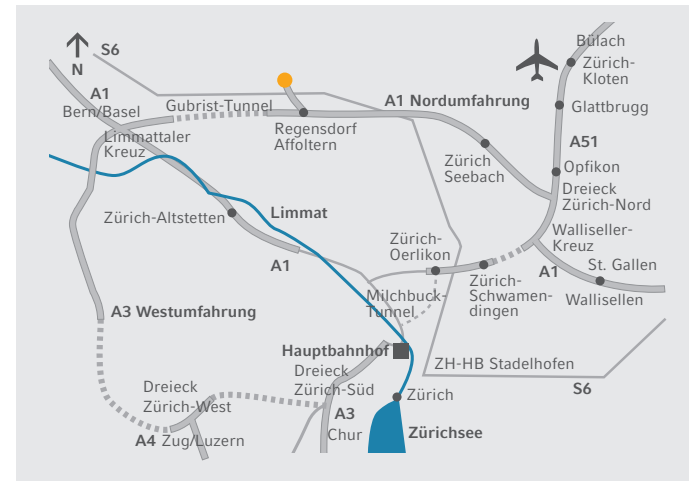 S6
N
Bülach
Zürich-
Kloten
A1
Bern/Basel
Gubrist-Tunnel
A1 Nordumfahrung
Glattbrugg
Limmattaler
Kreuz
Regensdorf
Affoltern
A51
Zürich
Seebach
Opfikon
Dreieck
Zürich-Nord
Zürich-Altstetten
Limmat
Zürich-
Oerlikon
Walliseller-
Kreuz
A1
A1
St. Gallen
Zürich-
Schwamen-
dingen
Wallisellen
Milchbuck-
Tunnel
A3 Westumfahrung
Hauptbahnhof
ZH-HB Stadelhofen
S6
Dreieck
Zürich-Süd
Dreieck
Zürich-West
Zürich
A3
Chur
Zürichsee
A4 Zug/Luzern